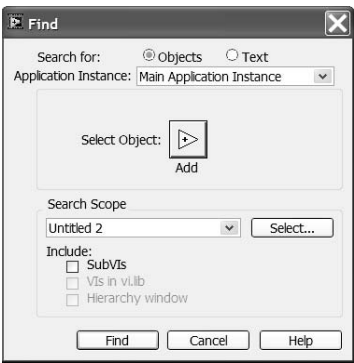 Find
Search for: Objects Text
Application Instance: Main Application Instance
Select Object:
Add
Search Scope
Untitled 2 Select...
Include:
SubVIs
VIs in vi.lib
Hierarchy window
Find Cancel Help